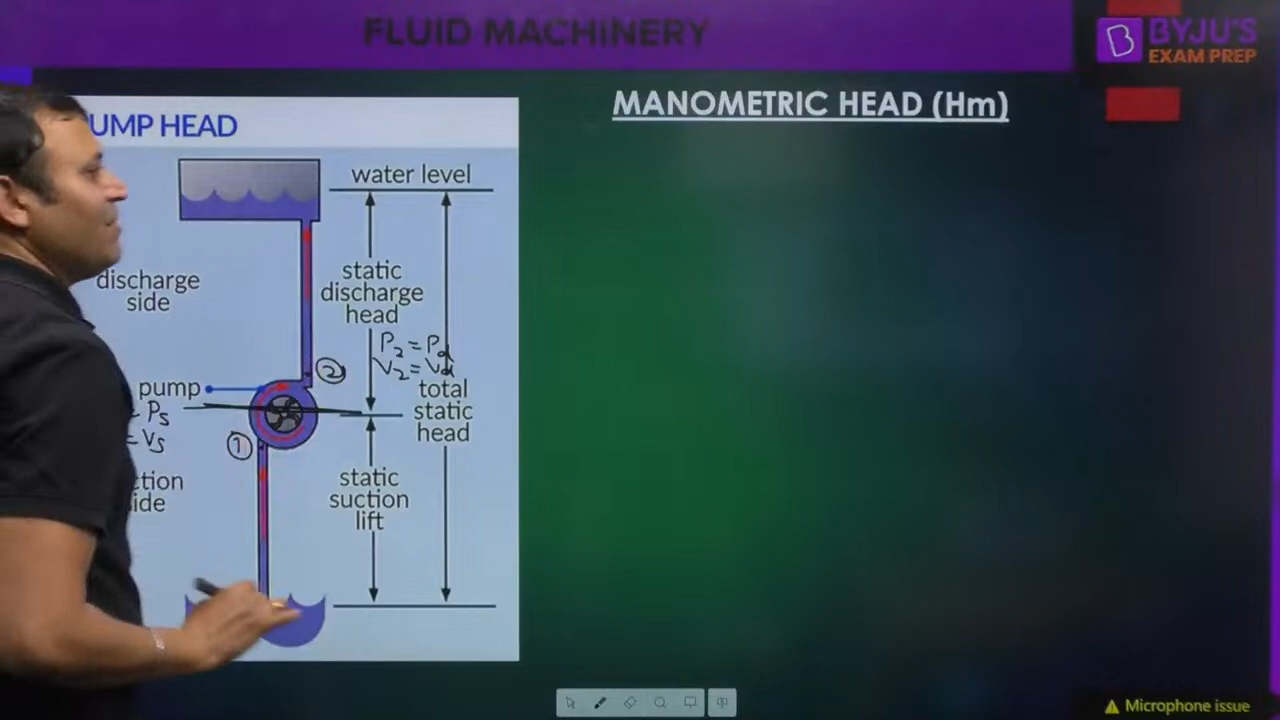 FLUID MACHINERY
BYJU'S
EXAM PREP
UMP HEAD
MANOMETRIC HEAD (Hm)
water level
static
discharge
head
discharge
side
P₂ = Pd
V₂ = Vd
②
pump
= Ps
= Vs
①
total
static
head
ction
ide
static
suction
lift
Microphone issue